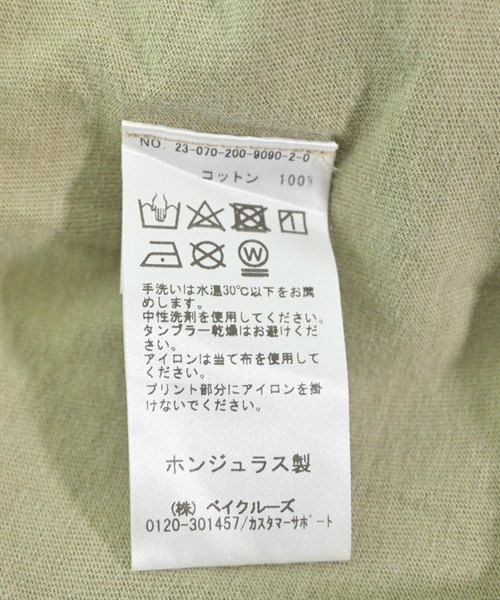 NO. 23-070-200-9090-2-0
コットン 100%
手洗いは水温30℃以下をお薦
めします。
中性洗剤を使用してください。
タンブラー乾燥はお避けくだ
さい。
アイロンは当て布を使用して
ください。
プリント部分にアイロンを掛
けないでください。
ホンジュラス製
(株) ベイクルーズ
0120-301457/カスタマーサポート